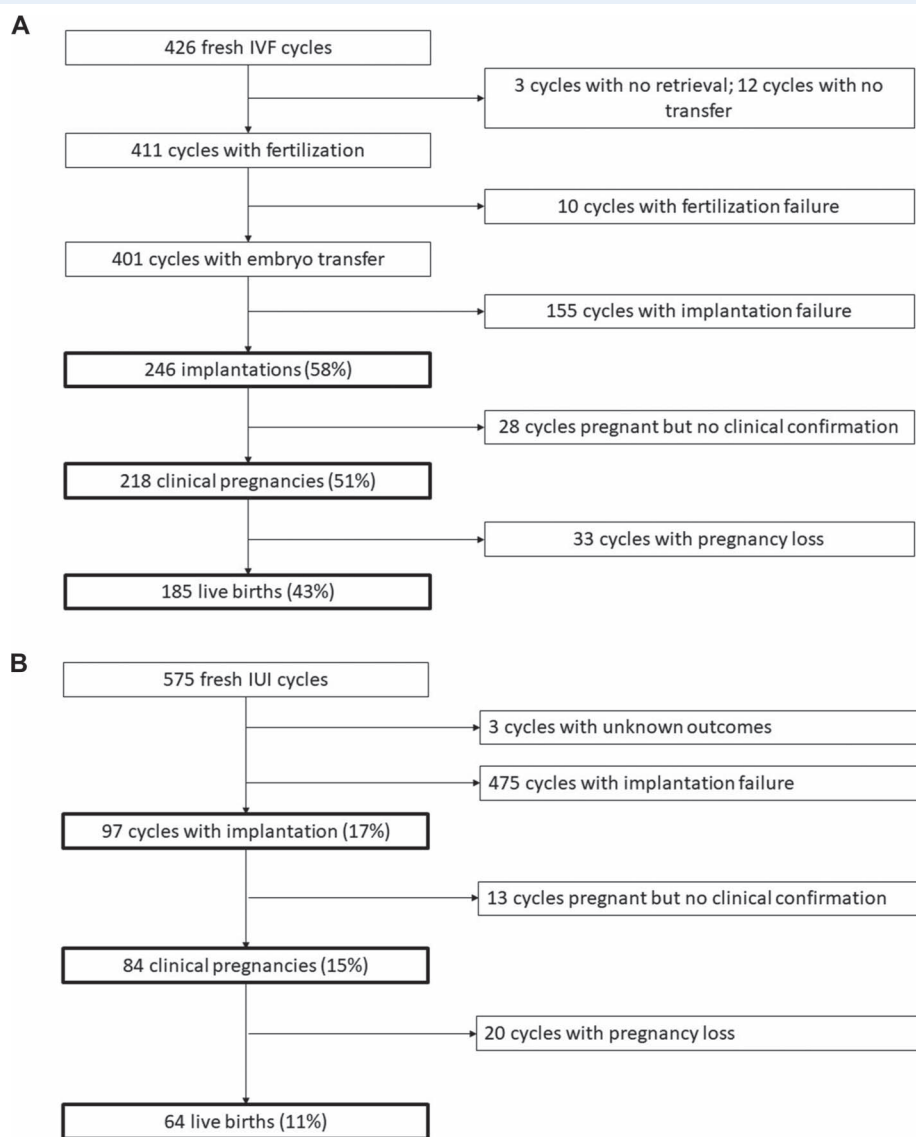 A
426 fresh IVF cycles
3 cycles with no retrieval; 12 cycles with no
transfer
411 cycles with fertilization
10 cycles with fertilization failure
401 cycles with embryo transfer
155 cycles with implantation failure
246 implantations (58%)
28 cycles pregnant but no clinical confirmation
218 clinical pregnancies (51%)
33 cycles with pregnancy loss
185 live births (43%)
B
575 fresh IUI cycles
3 cycles with unknown outcomes
475 cycles with implantation failure
97 cycles with implantation (17%)
13 cycles pregnant but no clinical confirmation
84 clinical pregnancies (15%)
20 cycles with pregnancy loss
64 live births (11%)